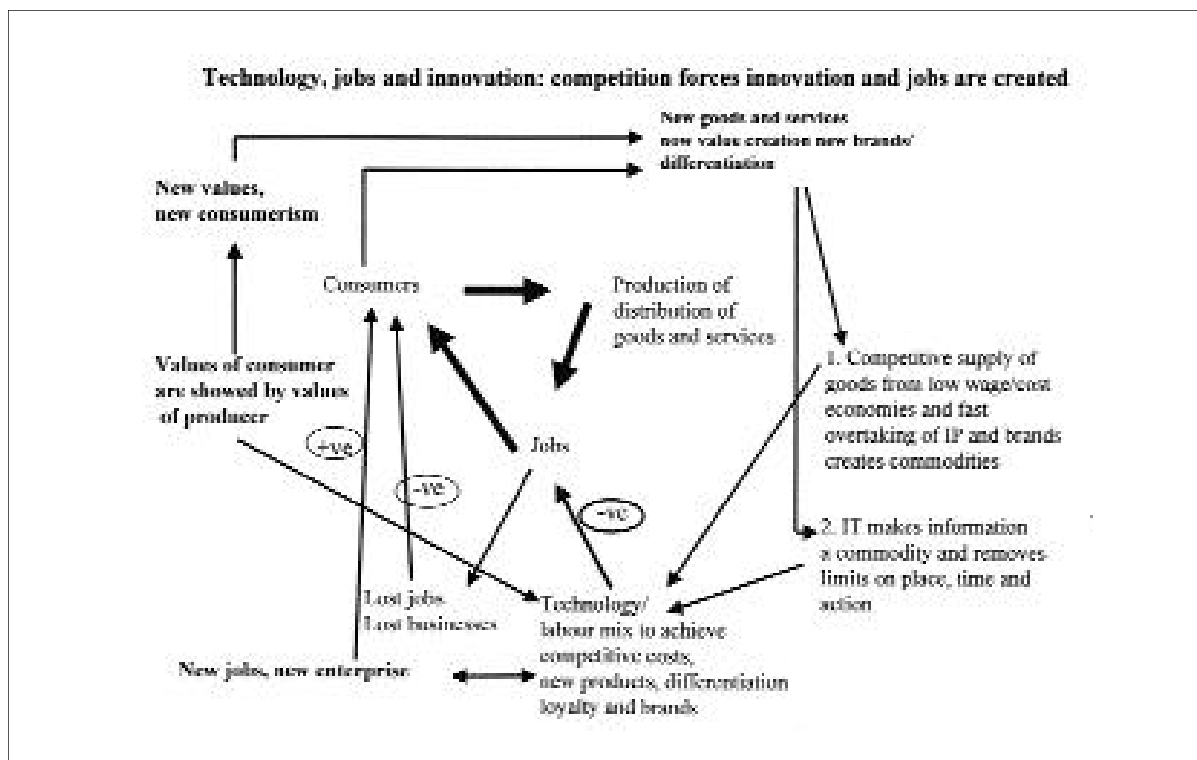 Technology, jobs and innovation: competition forces innovation and jobs are created
New goods and services
new value creation new brands/
differentiation
New values,
new consumerism
Consumers
Production of
distribution of
goods and services
Values of consumer
are showed by values
of producer
1. Competitive supply of
goods from low wage/cost
economies and fast
overtaking of IP and brands
creates commodities
+ve
Jobs
-ve
-ve
2. IT makes information
a commodity and removes
limits on place, time and
action
Lost jobs
Lost businesses
Technology/
labour mix to achieve
competitive costs,
new products, differentiation
loyalty and brands
New jobs, new enterprise